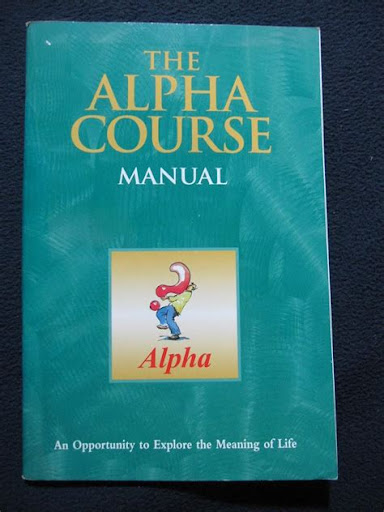 THE
ALPHA
COURSE
MANUAL
Alpha
An Opportunity to Explore the Meaning of Life